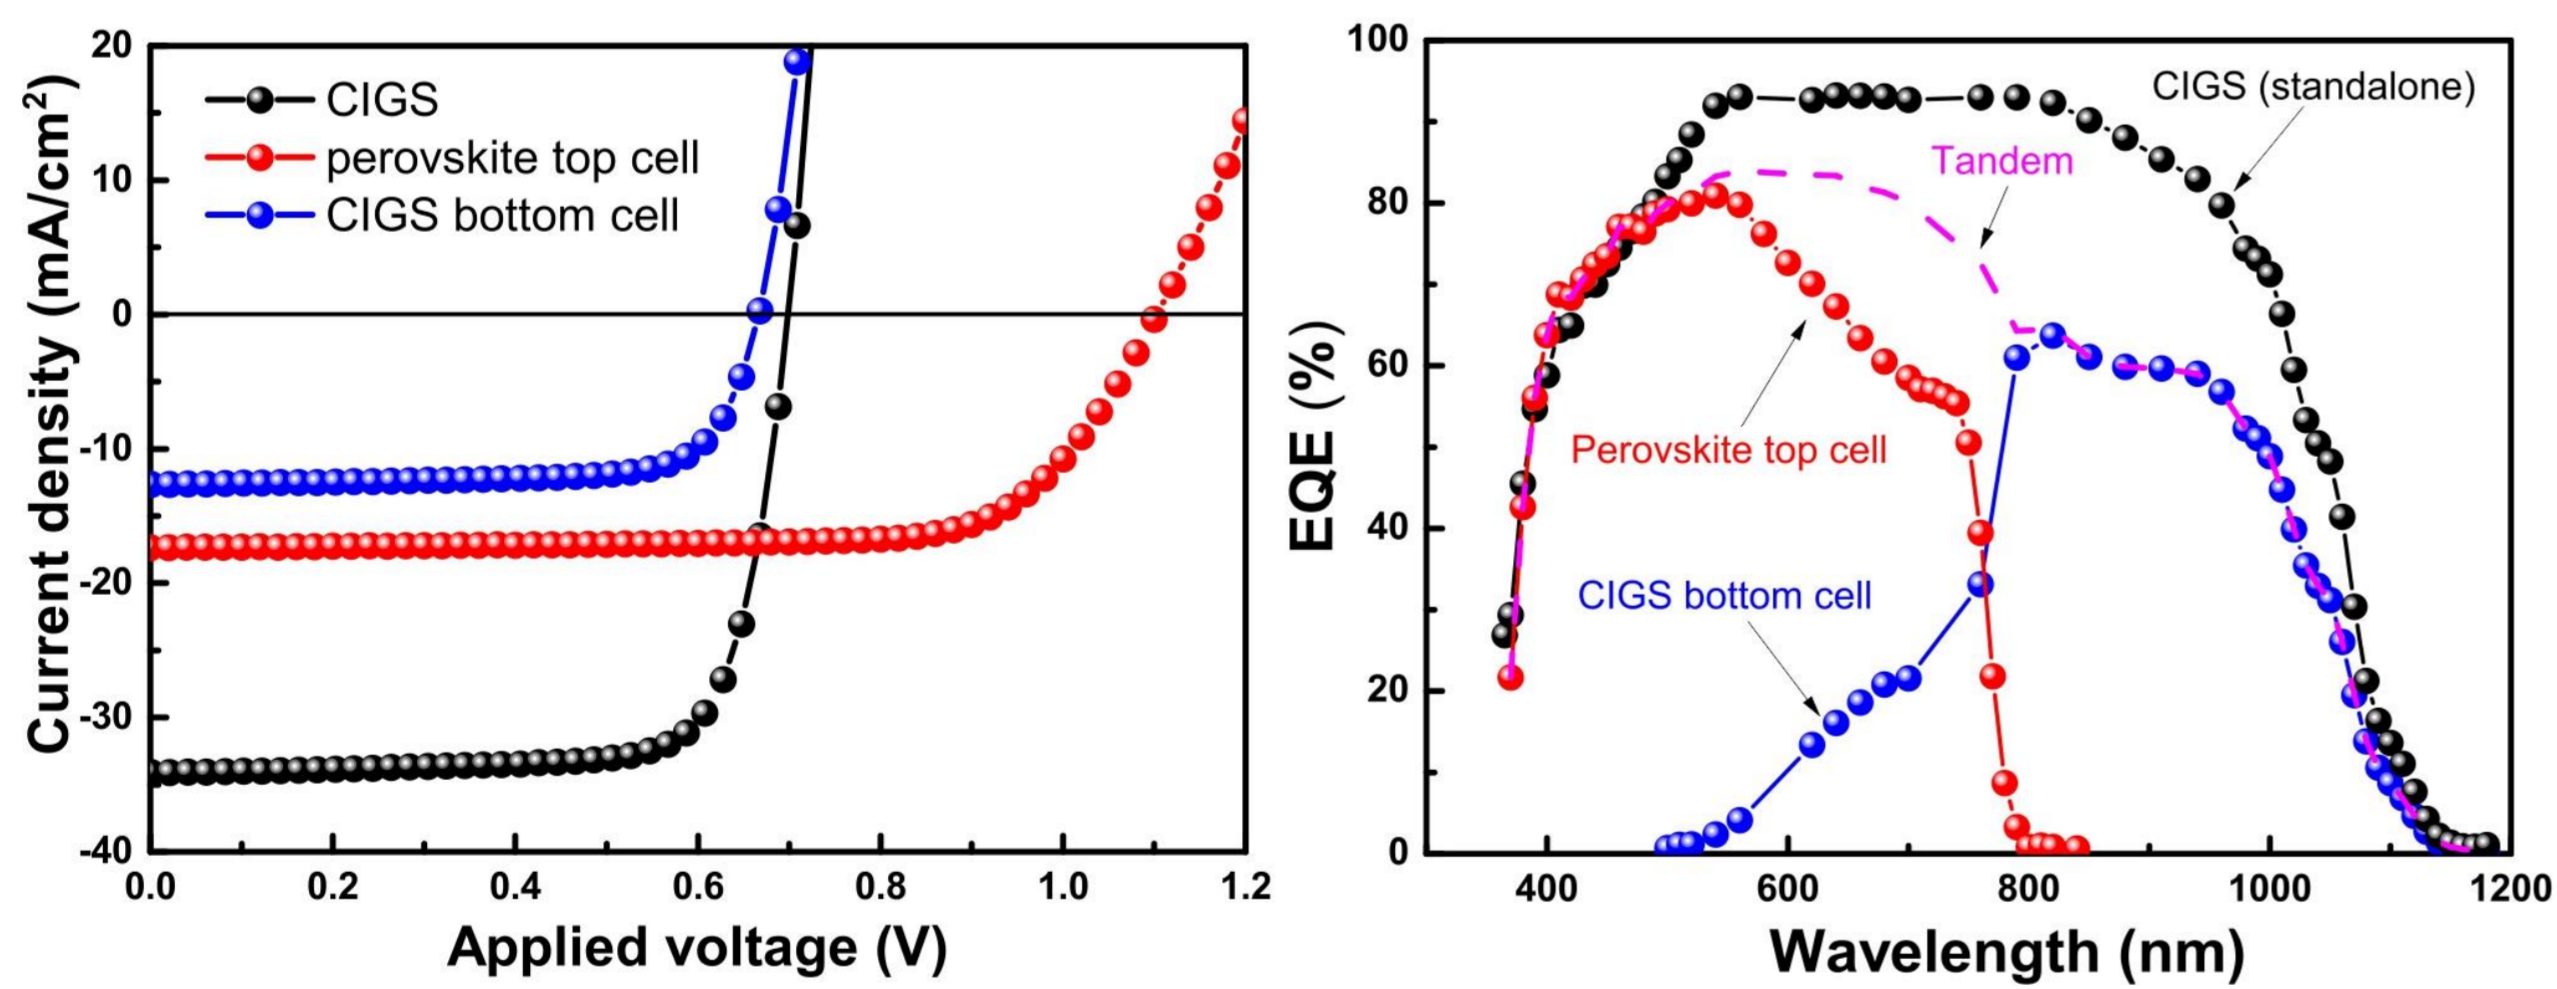 20
10
0
-10
-20
-30
-40
Current density (mA/cm²)
CIGS
perovskite top cell
CIGS bottom cell
0.0 0.2 0.4 0.6 0.8 1.0 1.2
Applied voltage (V)
100
80
60
40
20
0
EQE (%)
CIGS (standalone)
Tandem
Perovskite top cell
CIGS bottom cell
400 600 800 1000 1200
Wavelength (nm)